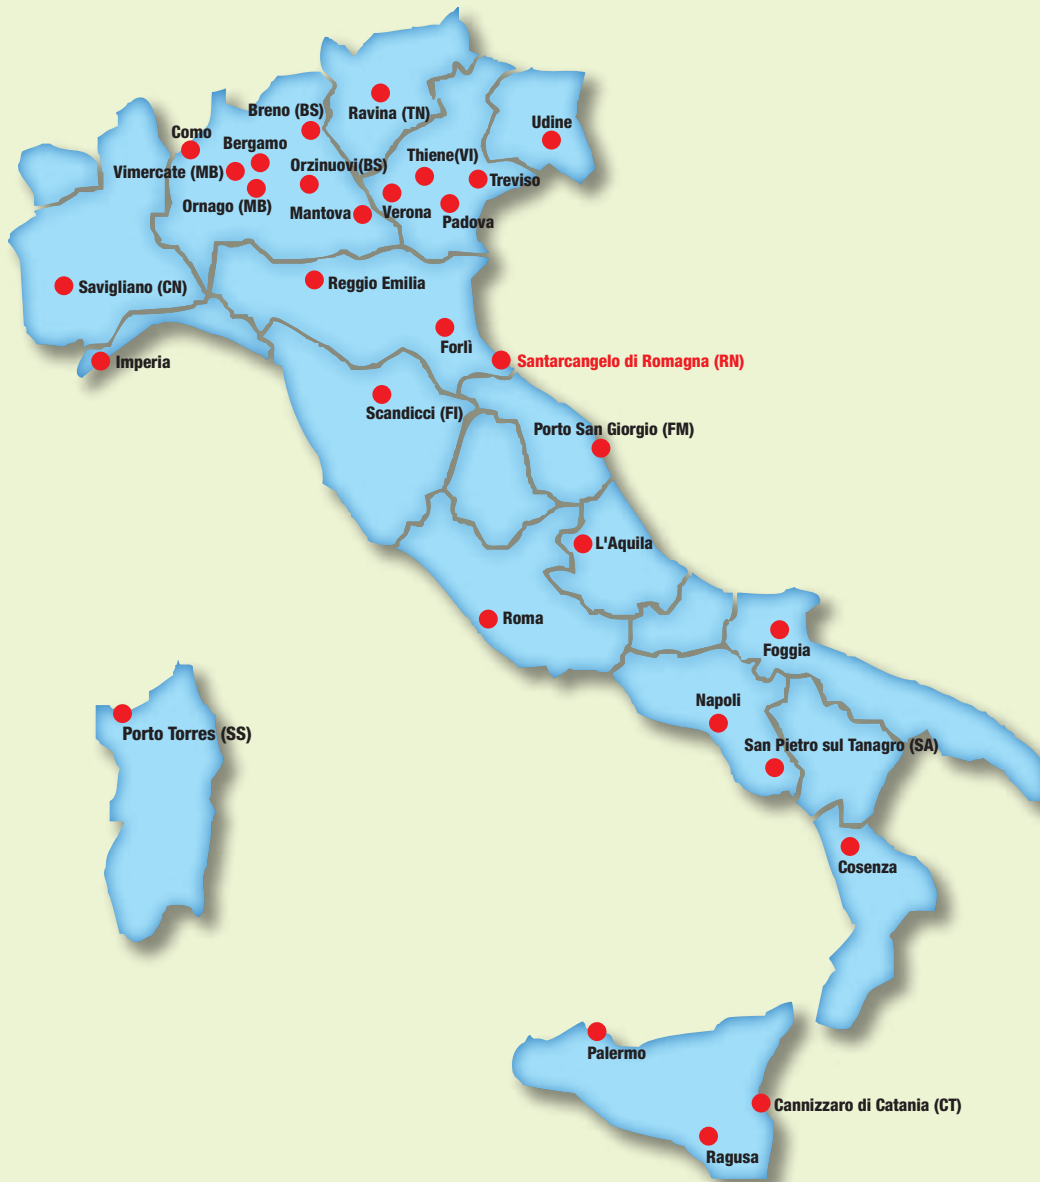 Breno (BS)
Ravina (TN)
Udine
Como
Bergamo
Vimercate (MB)
Orzinuovi(BS)
Thiene(VI)
Treviso
Ornago (MB)
Mantova
Verona
Padova
Savigliano (CN)
Reggio Emilia
Forlì
Imperia
Santarcangelo di Romagna (RN)
Scandicci (FI)
Porto San Giorgio (FM)
L'Aquila
Roma
Foggia
Napoli
Porto Torres (SS)
San Pietro sul Tanagro (SA)
Cosenza
Palermo
Cannizzaro di Catania (CT)
Ragusa